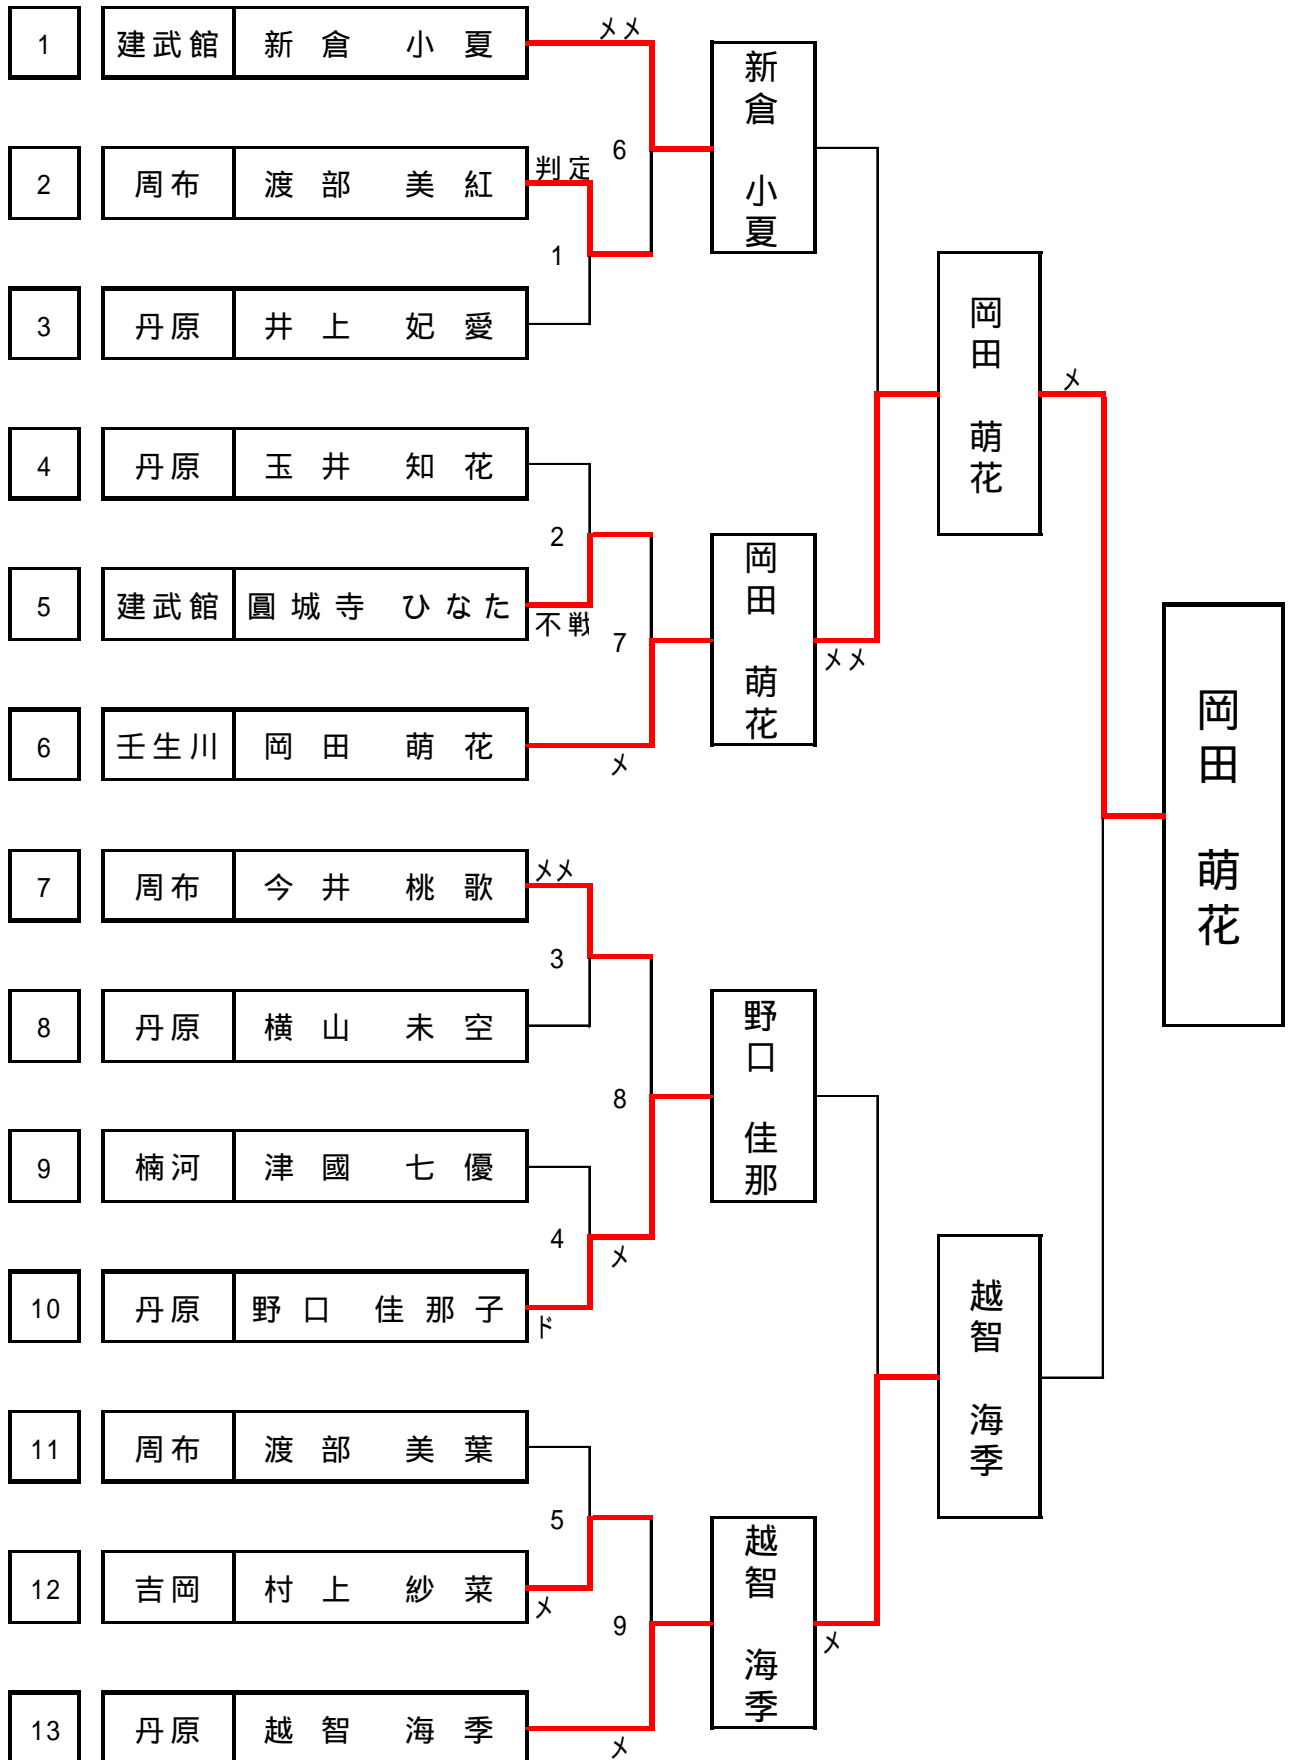 1 建武館 新倉 小夏 メメ
2 周布 渡部 美紅 判定
3 丹原 井上 妃愛
4 丹原 玉井 知花
5 建武館 圓城寺 ひなた 不戦
6 壬生川 岡田 萌花 メ
7 周布 今井 桃歌 メメ
8 丹原 横山 未空
9 楠河 津國 七優
10 丹原 野口 佳那子 ド
11 周布 渡部 美葉
12 吉岡 村上 紗菜 メ
13 丹原 越智 海季 メ
1
2
3
4 メ
5
6
7
8
9
新倉 小夏
岡田 萌花 メメ
野口 佳那
越智 海季 メ
岡田 萌花 メ
越智 海季
岡田 萌花